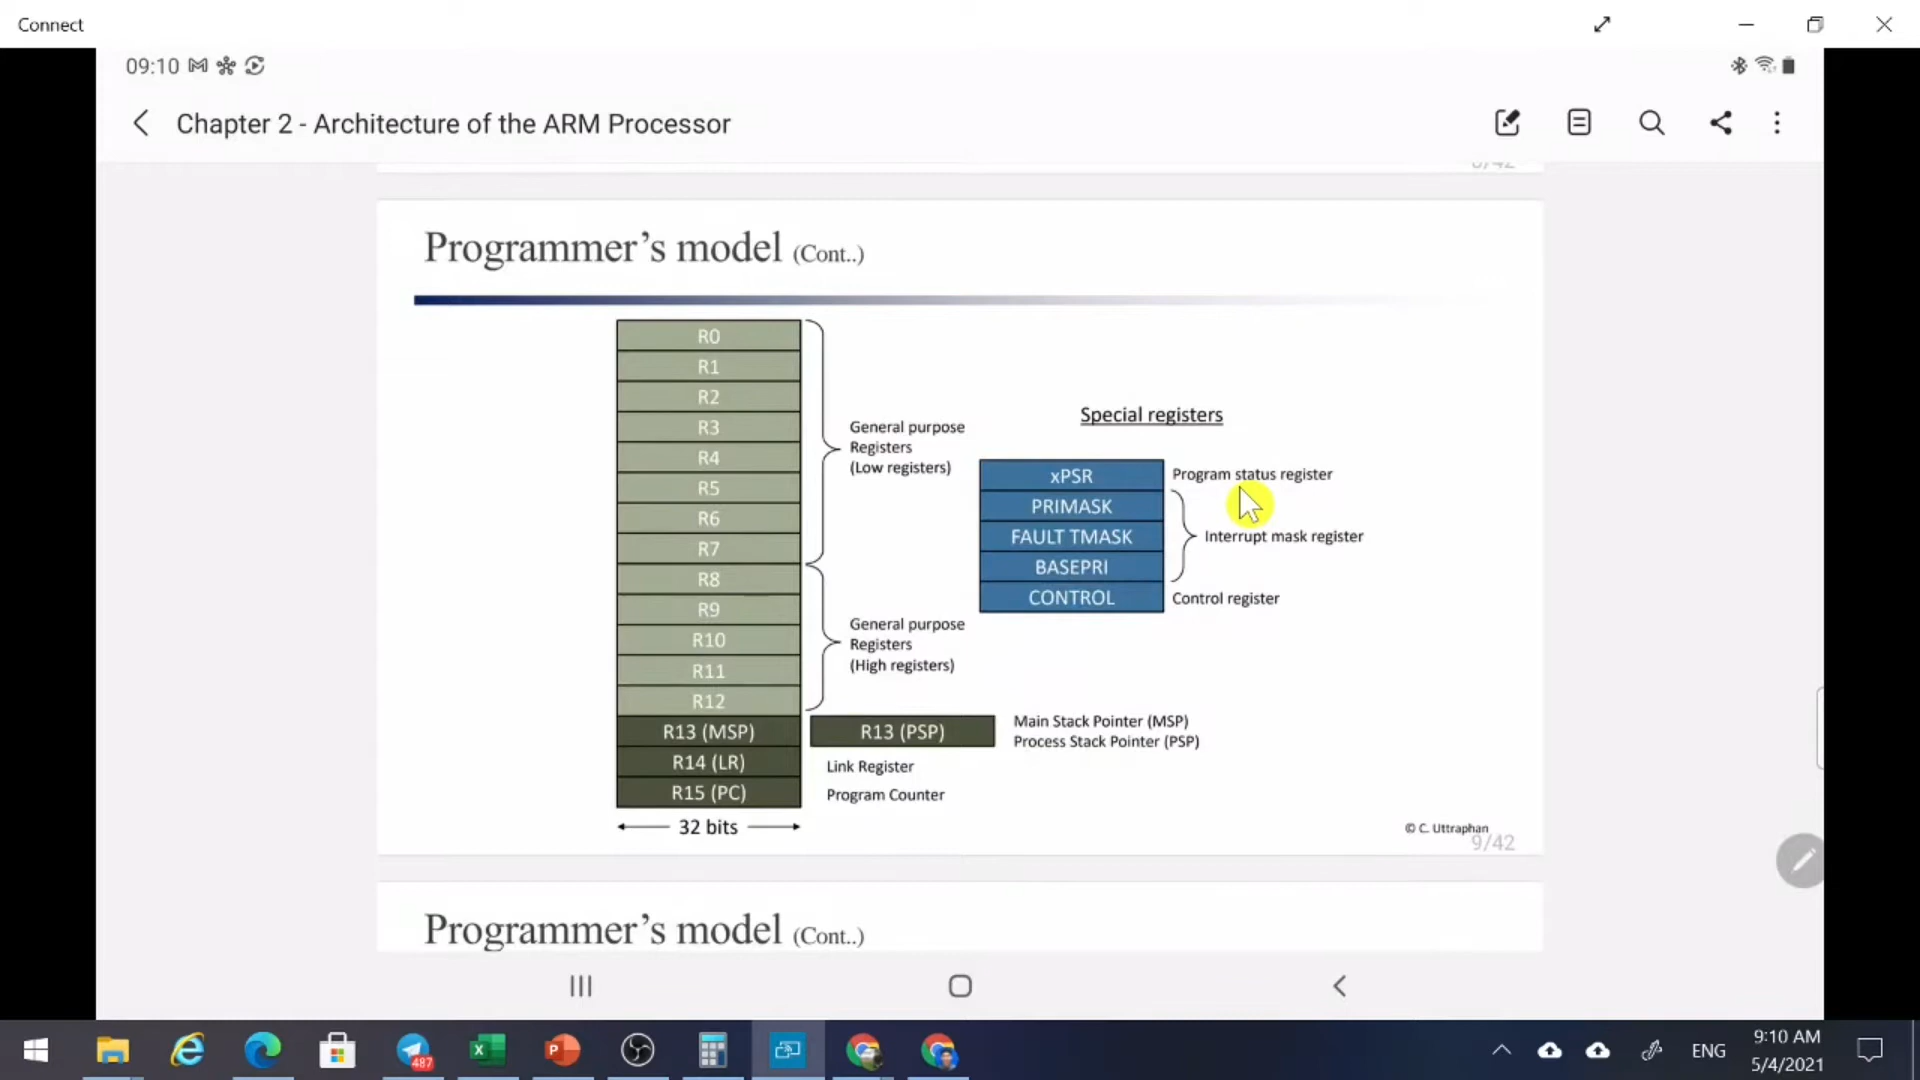 Connect
09:10
Chapter 2 - Architecture of the ARM Processor
Programmer's model (Cont..)
R0
R1
R2
R3
R4
R5
R6
R7
R8
R9
R10
R11
R12
R13 (MSP)
R14 (LR)
R15 (PC)
32 bits
General purpose
Registers
(Low registers)
General purpose
Registers
(High registers)
R13 (PSP)
Main Stack Pointer (MSP)
Process Stack Pointer (PSP)
Link Register
Program Counter
Special registers
xPSR
PRIMASK
FAULT TMASK
BASEPRI
CONTROL
Program status register
Interrupt mask register
Control register
© C. Uttraphan
9/42
Programmer's model (Cont..)
487
ENG
9:10 AM
5/4/2021